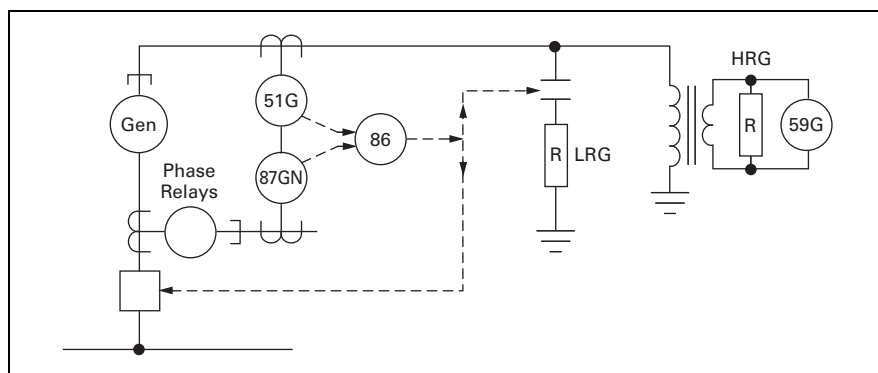 HRG
51G
Gen
R
59G
86
R
LRG
Phase
Relays
87GN